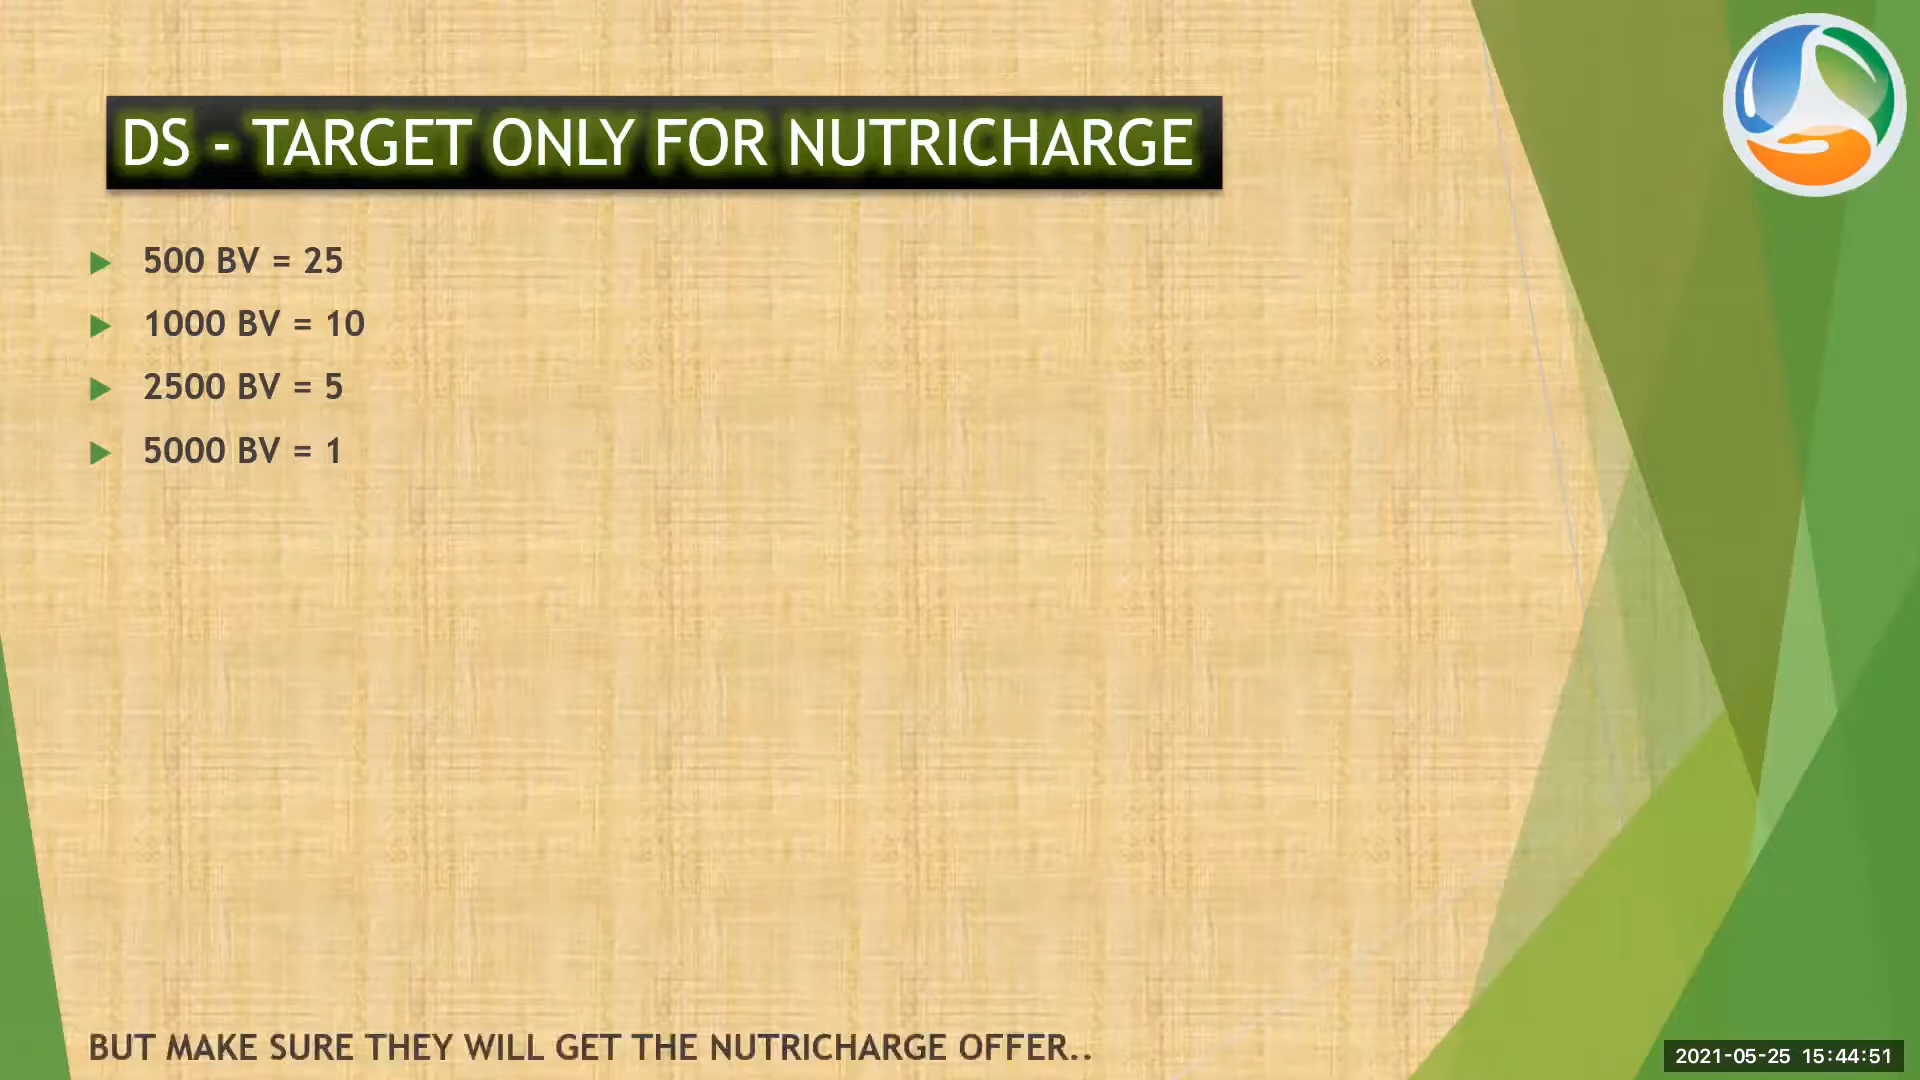 DS - TARGET ONLY FOR NUTRICHARGE
500 BV = 25
1000 BV = 10
2500 BV = 5
5000 BV = 1
BUT MAKE SURE THEY WILL GET THE NUTRICHARGE OFFER..
2021-05-25 15:44:51